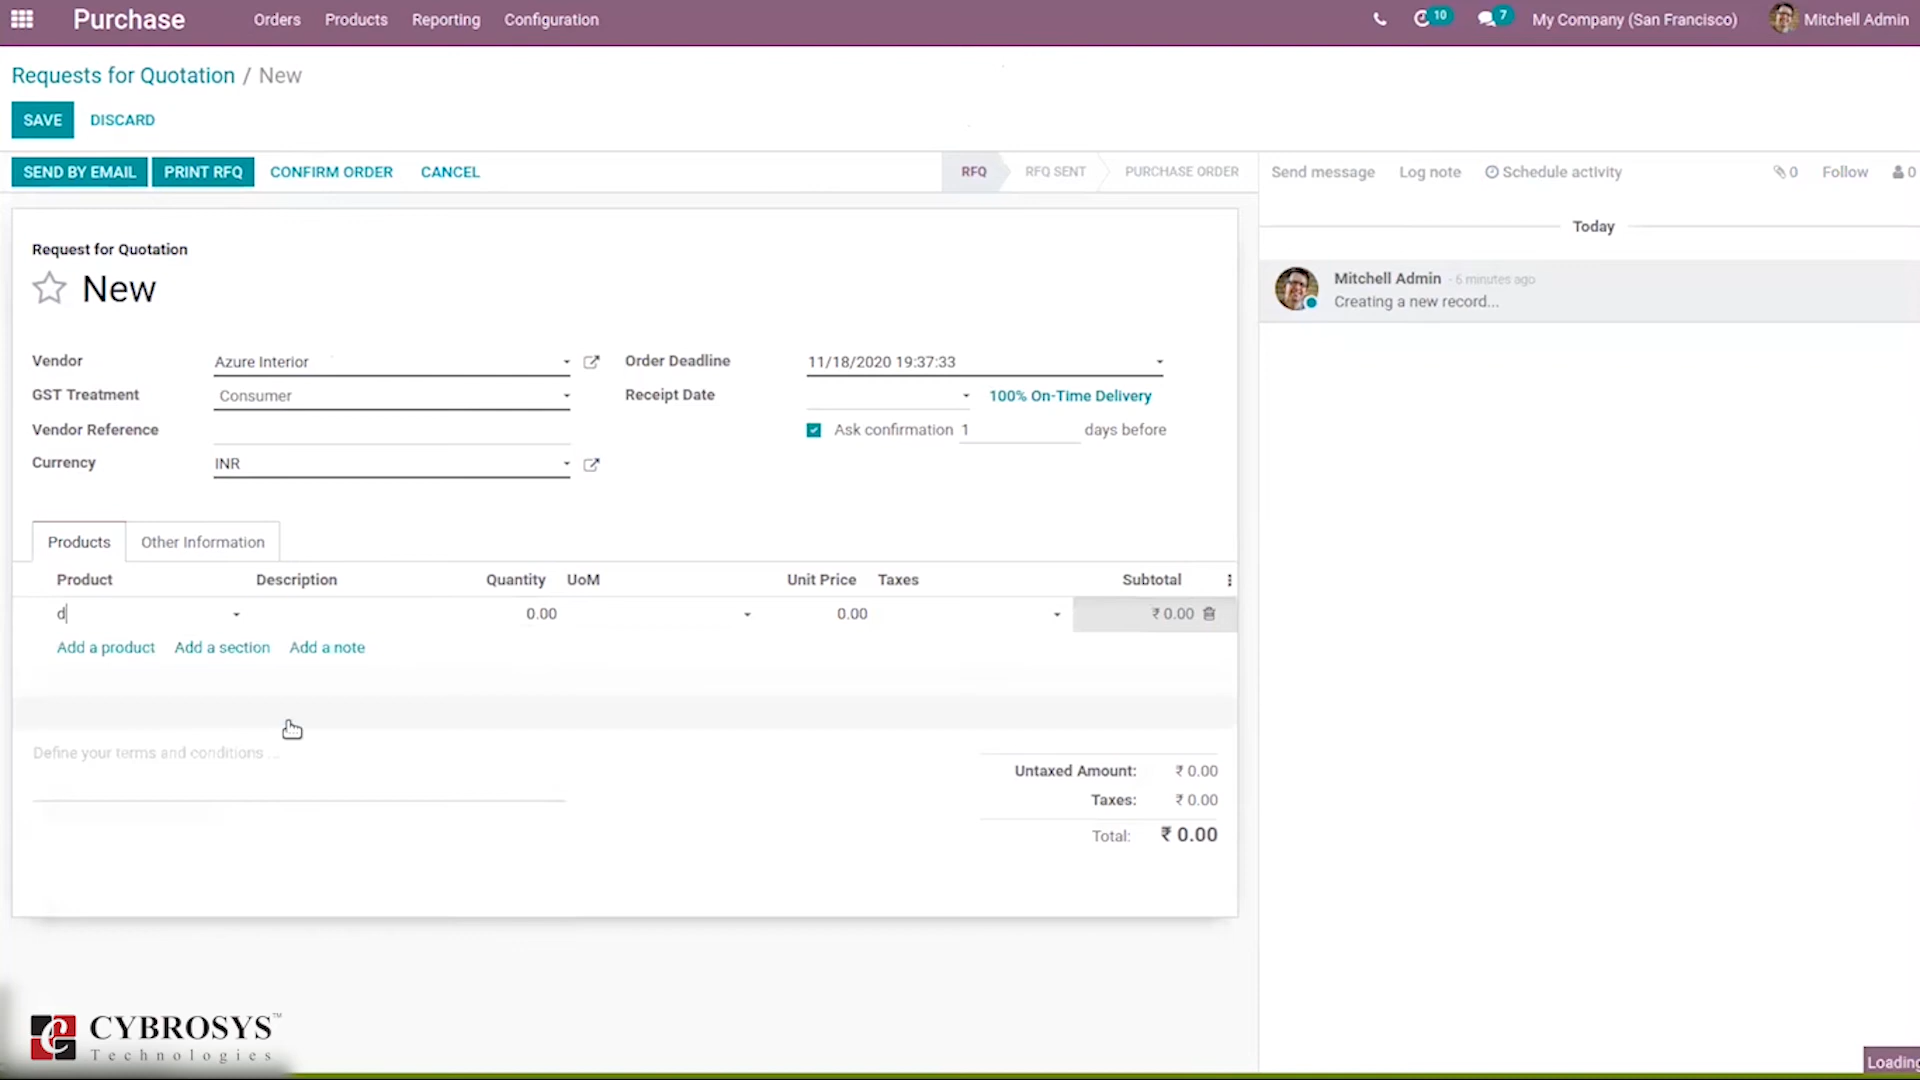 Purchase Orders Products Reporting Configuration 10 7 My Company (San Francisco) Mitchell Admin
Requests for Quotation / New
SAVE DISCARD
SEND BY EMAIL PRINT RFQ CONFIRM ORDER CANCEL RFQ RFQ SENT PURCHASE ORDER Send message Log note Schedule activity 0 Follow 0
Today
Request for Quotation
New
Mitchell Admin - 6 minutes ago
Creating a new record...
Vendor Azure Interior Order Deadline 11/18/2020 19:37:33
GST Treatment Consumer Receipt Date 100% On-Time Delivery
Vendor Reference Ask confirmation 1 days before
Currency INR
Products Other Information
Product Description Quantity UoM Unit Price Taxes Subtotal
d 0.00 0.00 ₹ 0.00
Add a product Add a section Add a note
Define your terms and conditions ...
Untaxed Amount: ₹ 0.00
Taxes: ₹ 0.00
Total: ₹ 0.00
CYBROSYS™
Technologies
Loading